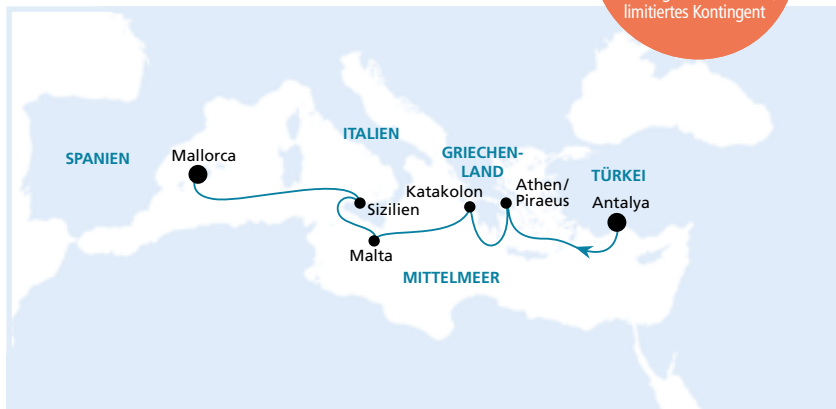 limitiertes Kontingent
ITALIEN
SPANIEN
Mallorca
GRIECHEN-
LAND
Katakolon
Athen/
Piraeus
TÜRKEI
Antalya
Sizilien
Malta
MITTELMEER